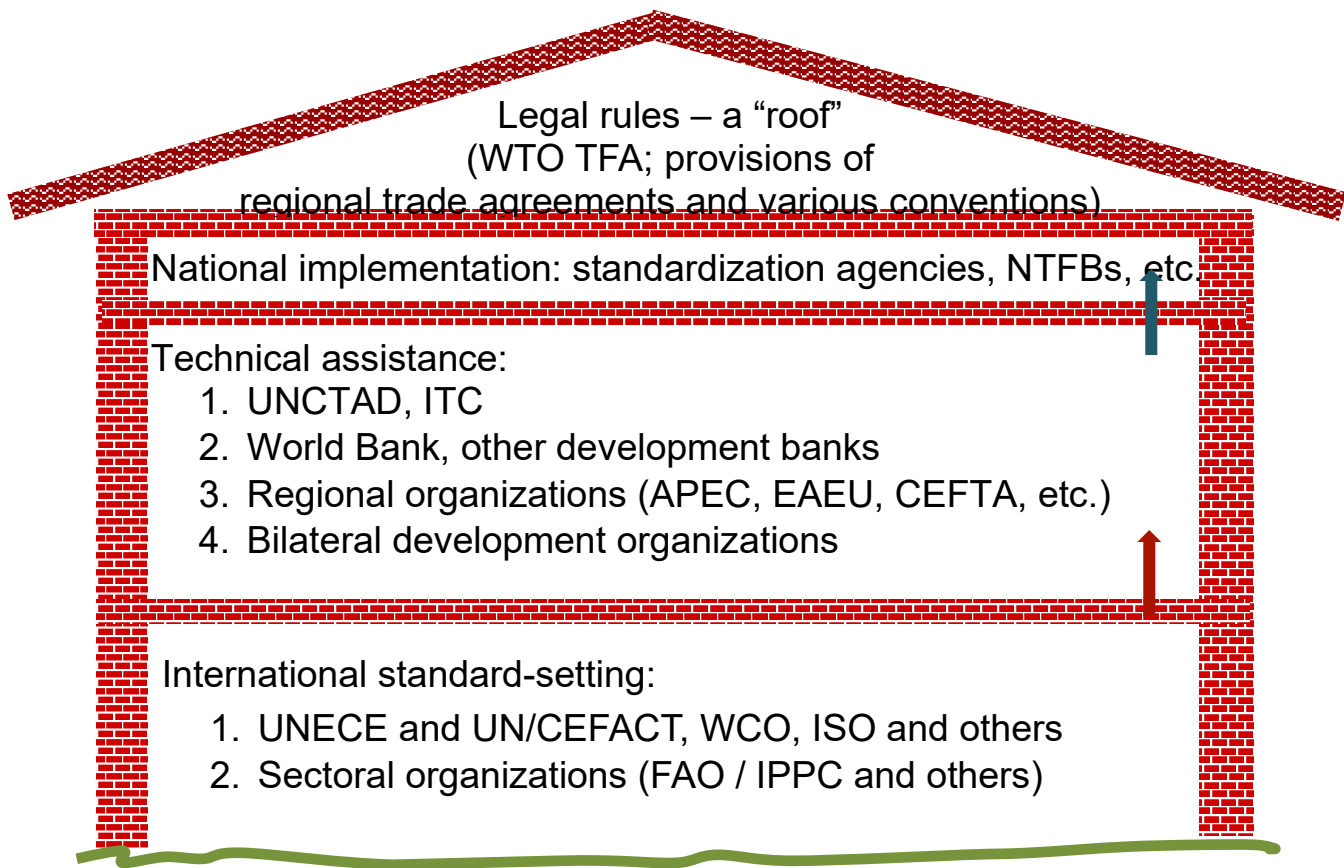 Legal rules – a “roof”
(WTO TFA; provisions of
regional trade agreements and various conventions)
National implementation: standardization agencies, NTFBs, etc.
Technical assistance:
1. UNCTAD, ITC
2. World Bank, other development banks
3. Regional organizations (APEC, EAEU, CEFTA, etc.)
4. Bilateral development organizations
International standard-setting:
1. UNECE and UN/CEFACT, WCO, ISO and others
2. Sectoral organizations (FAO / IPPC and others)